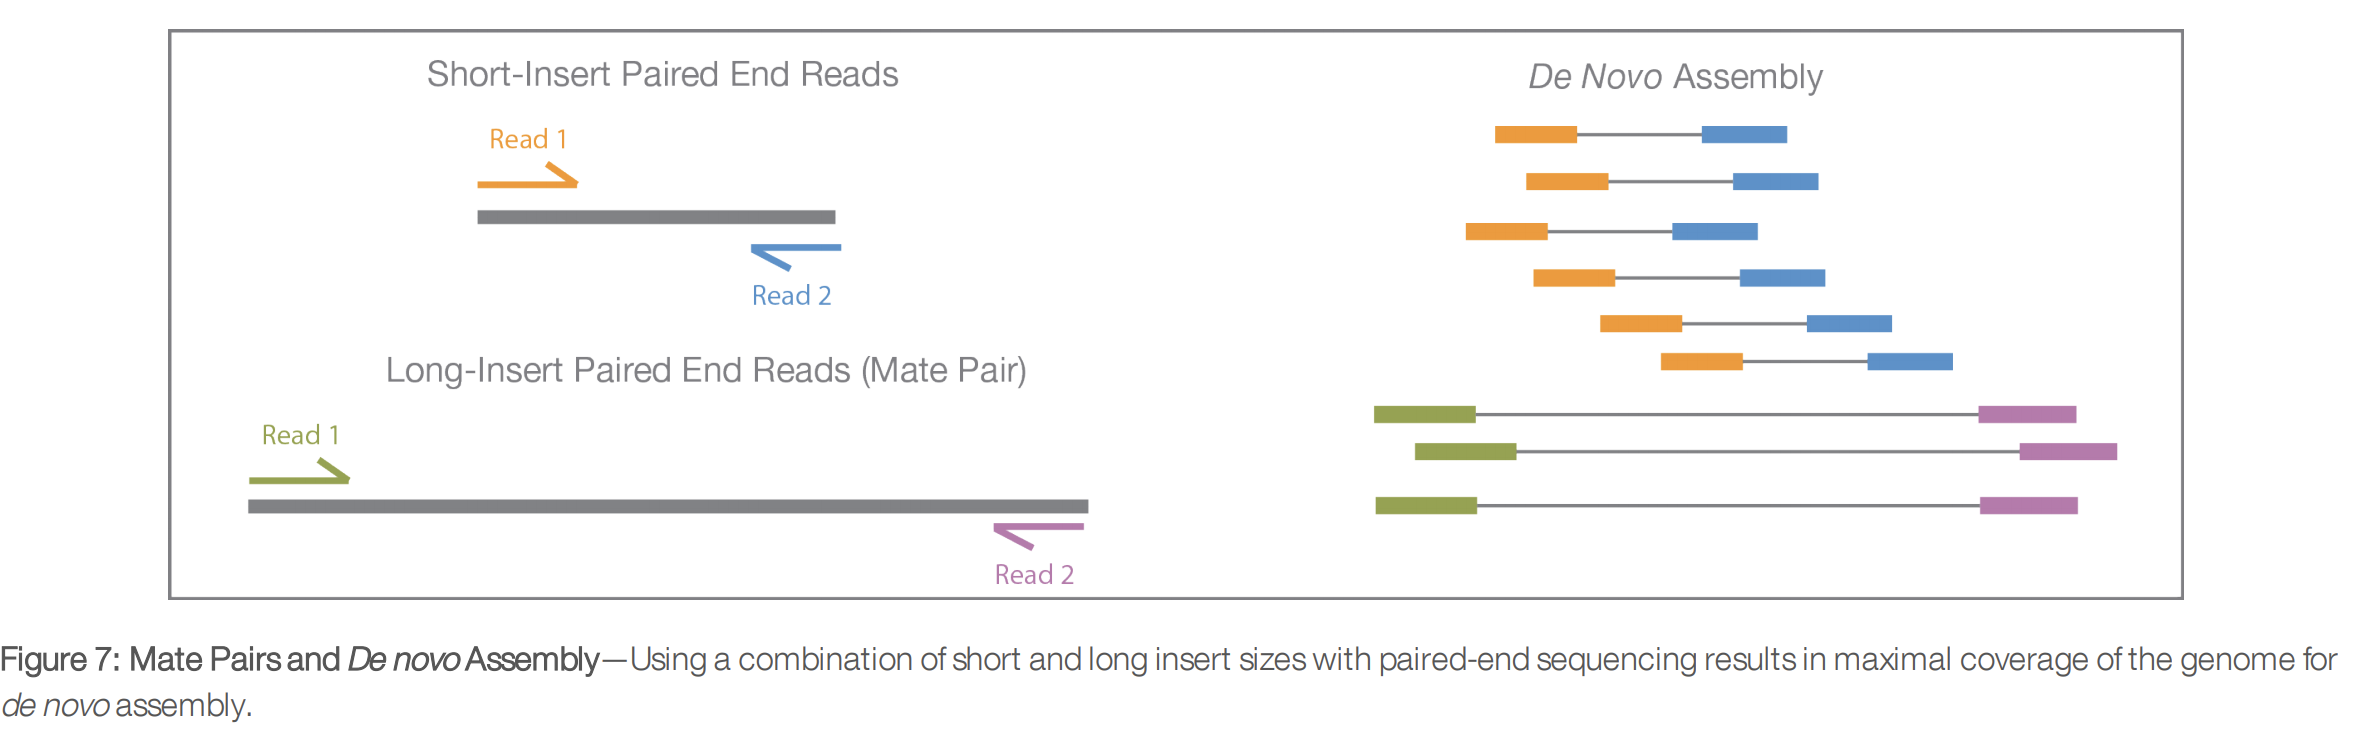 Short-Insert Paired End Reads
Read 1
Read 2
Long-Insert Paired End Reads (Mate Pair)
Read 1
Read 2
De Novo Assembly
Figure 7: Mate Pairs and De novo Assembly—Using a combination of short and long insert sizes with paired-end sequencing results in maximal coverage of the genome for
de novo assembly.